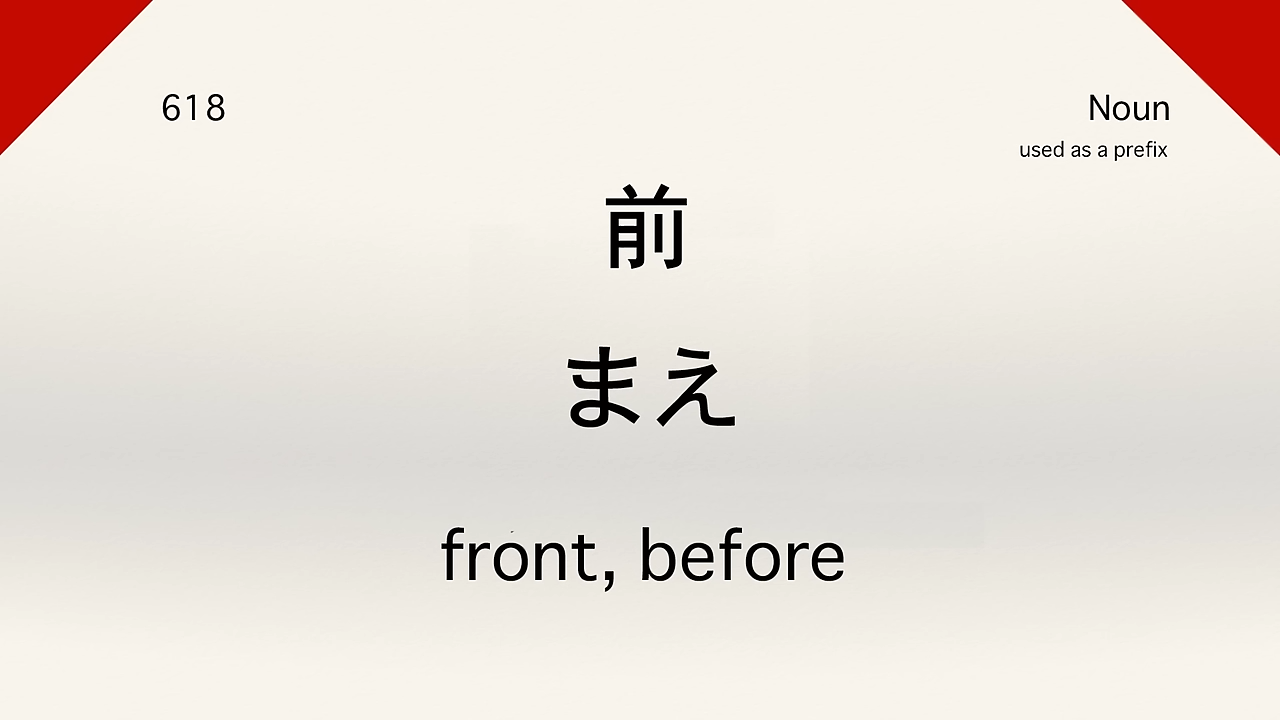 618
Noun
used as a prefix
前
まえ
front, before